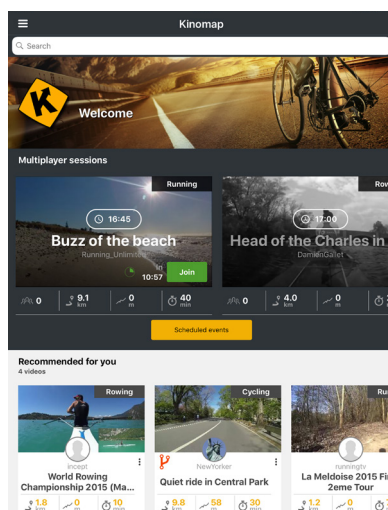 Kinomap
Search
Welcome
Multiplayer sessions
Running
16:45
Buzz of the beach
Running_Unlimited
in
10:57
Join
0
9.1
km
0
m
40
min
Row
17:00
Head of the Charles in
DamienGallet
0
4.0
km
0
m
Scheduled events
Recommended for you
4 videos
Rowing
incept
World Rowing
Championship 2015 (Ma...
1.8
km
0
m
10
min
Cycling
NewYorker
Quiet ride in Central Park
9.8
km
58
m
30
min
Ru
runningtv
La Meldoise 2015 Fi
2eme Tour
1.2
km
0
m